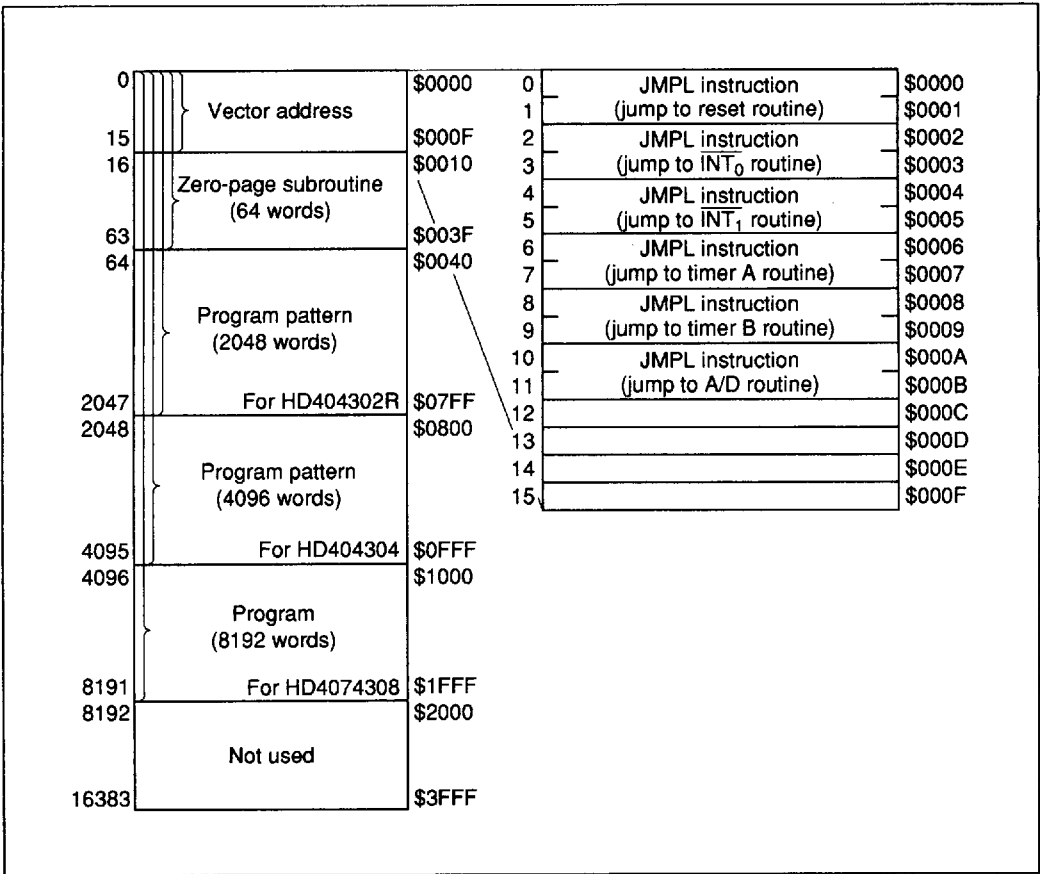 0 $0000
Vector address
15 $000F
16 $0010
Zero-page subroutine
(64 words)
63 $003F
64 $0040
Program pattern
(2048 words)
2047 For HD404302R $07FF
2048 $0800
Program pattern
(4096 words)
4095 For HD404304 $0FFF
4096 $1000
Program
(8192 words)
8191 For HD4074308 $1FFF
8192 $2000
Not used
16383 $3FFF
0 JMPL instruction $0000
1 (jump to reset routine) $0001
2 JMPL instruction $0002
3 (jump to I̅N̅T̅₀ routine) $0003
4 JMPL instruction $0004
5 (jump to I̅N̅T̅₁ routine) $0005
6 JMPL instruction $0006
7 (jump to timer A routine) $0007
8 JMPL instruction $0008
9 (jump to timer B routine) $0009
10 JMPL instruction $000A
11 (jump to A/D routine) $000B
12 $000C
13 $000D
14 $000E
15 $000F